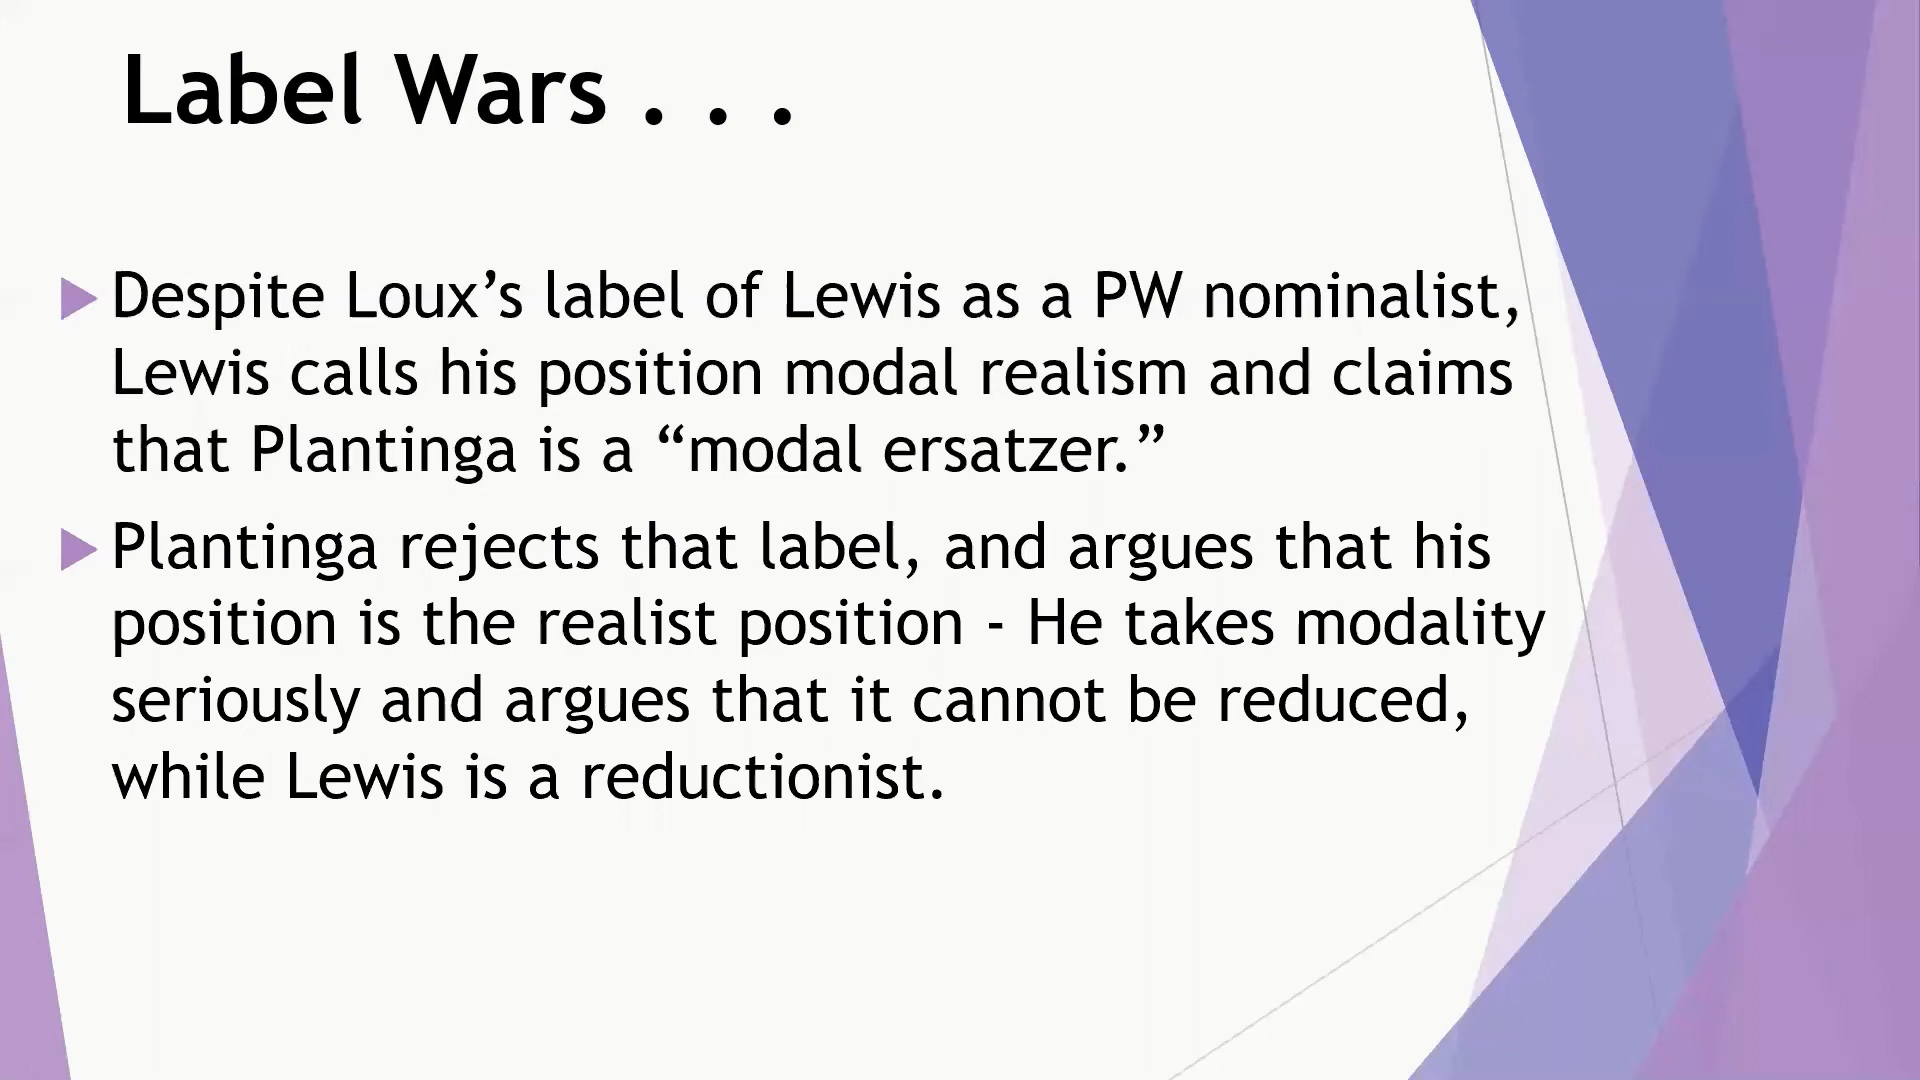 Label Wars . . .
Despite Loux’s label of Lewis as a PW nominalist,
Lewis calls his position modal realism and claims
that Plantinga is a “modal ersatzer.”
Plantinga rejects that label, and argues that his
position is the realist position - He takes modality
seriously and argues that it cannot be reduced,
while Lewis is a reductionist.